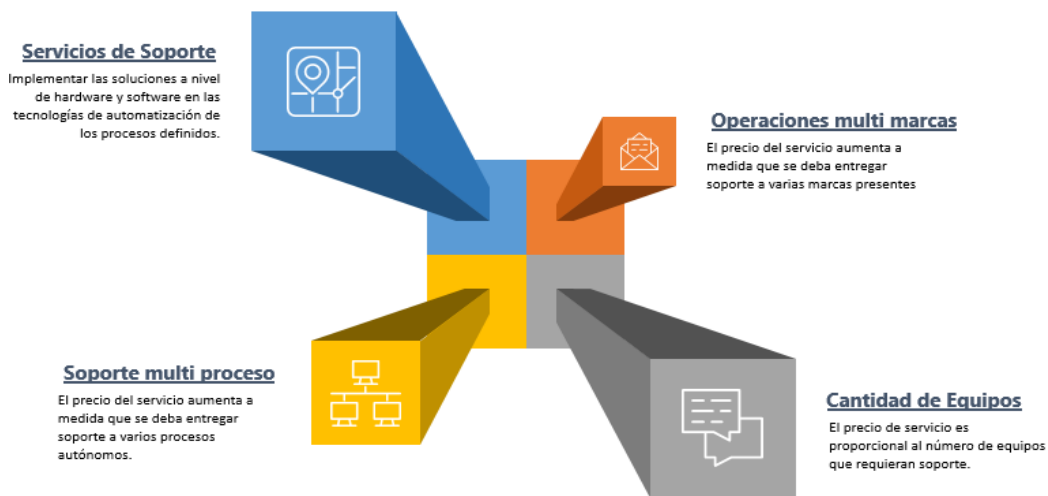 Servicios de Soporte
Implementar las soluciones a nivel
de hardware y software en las
tecnologías de automatización de
los procesos definidos.
Operaciones multi marcas
El precio del servicio aumenta a
medida que se deba entregar
soporte a varias marcas presentes
Soporte multi proceso
El precio del servicio aumenta a
medida que se deba entregar
soporte a varios procesos
autónomos.
Cantidad de Equipos
El precio de servicio es
proporcional al número de equipos
que requieran soporte.